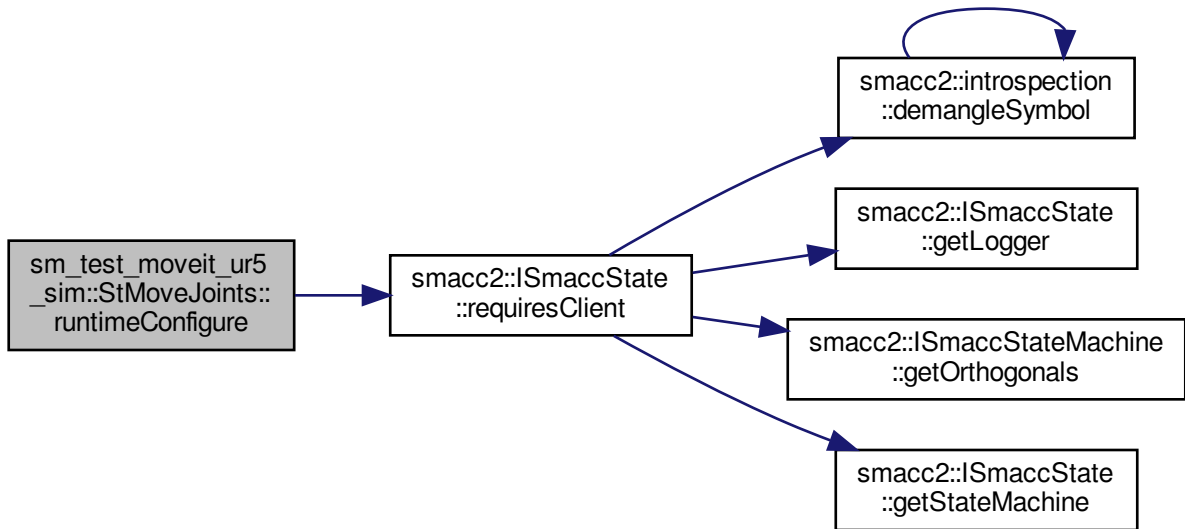 sm_test_moveit_ur5
_sim::StMoveJoints::
runtimeConfigure
smacc2::ISmaccState
::requiresClient
smacc2::introspection
::demangleSymbol
smacc2::ISmaccState
::getLogger
smacc2::ISmaccStateMachine
::getOrthogonals
smacc2::ISmaccState
::getStateMachine